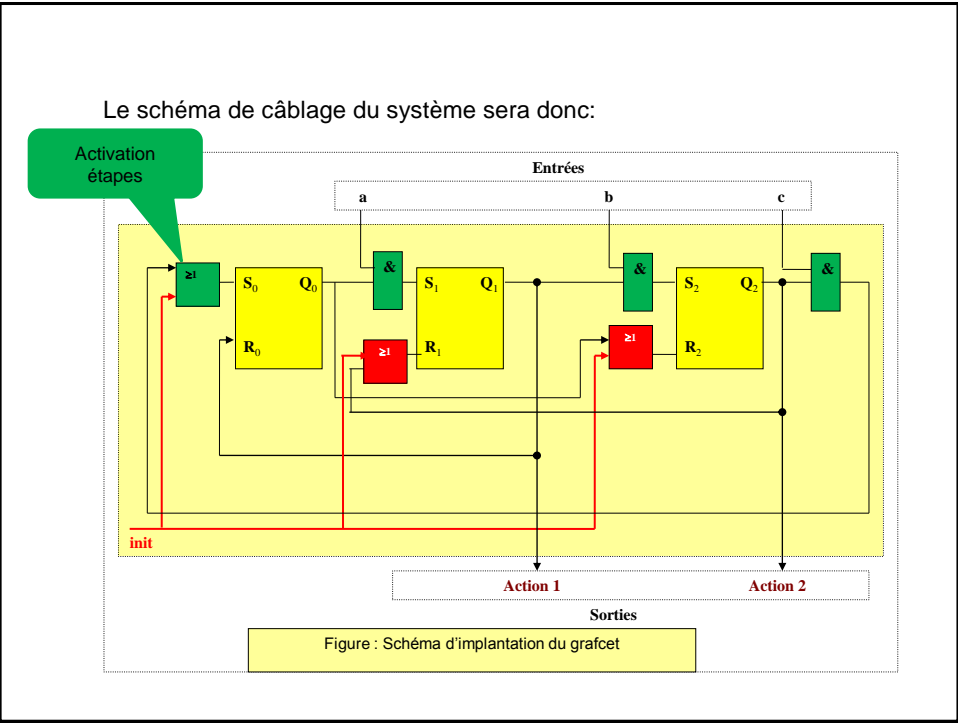 Le schéma de câblage du système sera donc:
Activation
étapes
Entrées
a b c
≥1 & & &
S0 Q0 S1 Q1 S2 Q2
≥1 ≥1
R0 R1 R2
init
Action 1 Action 2
Sorties
Figure : Schéma d'implantation du grafcet